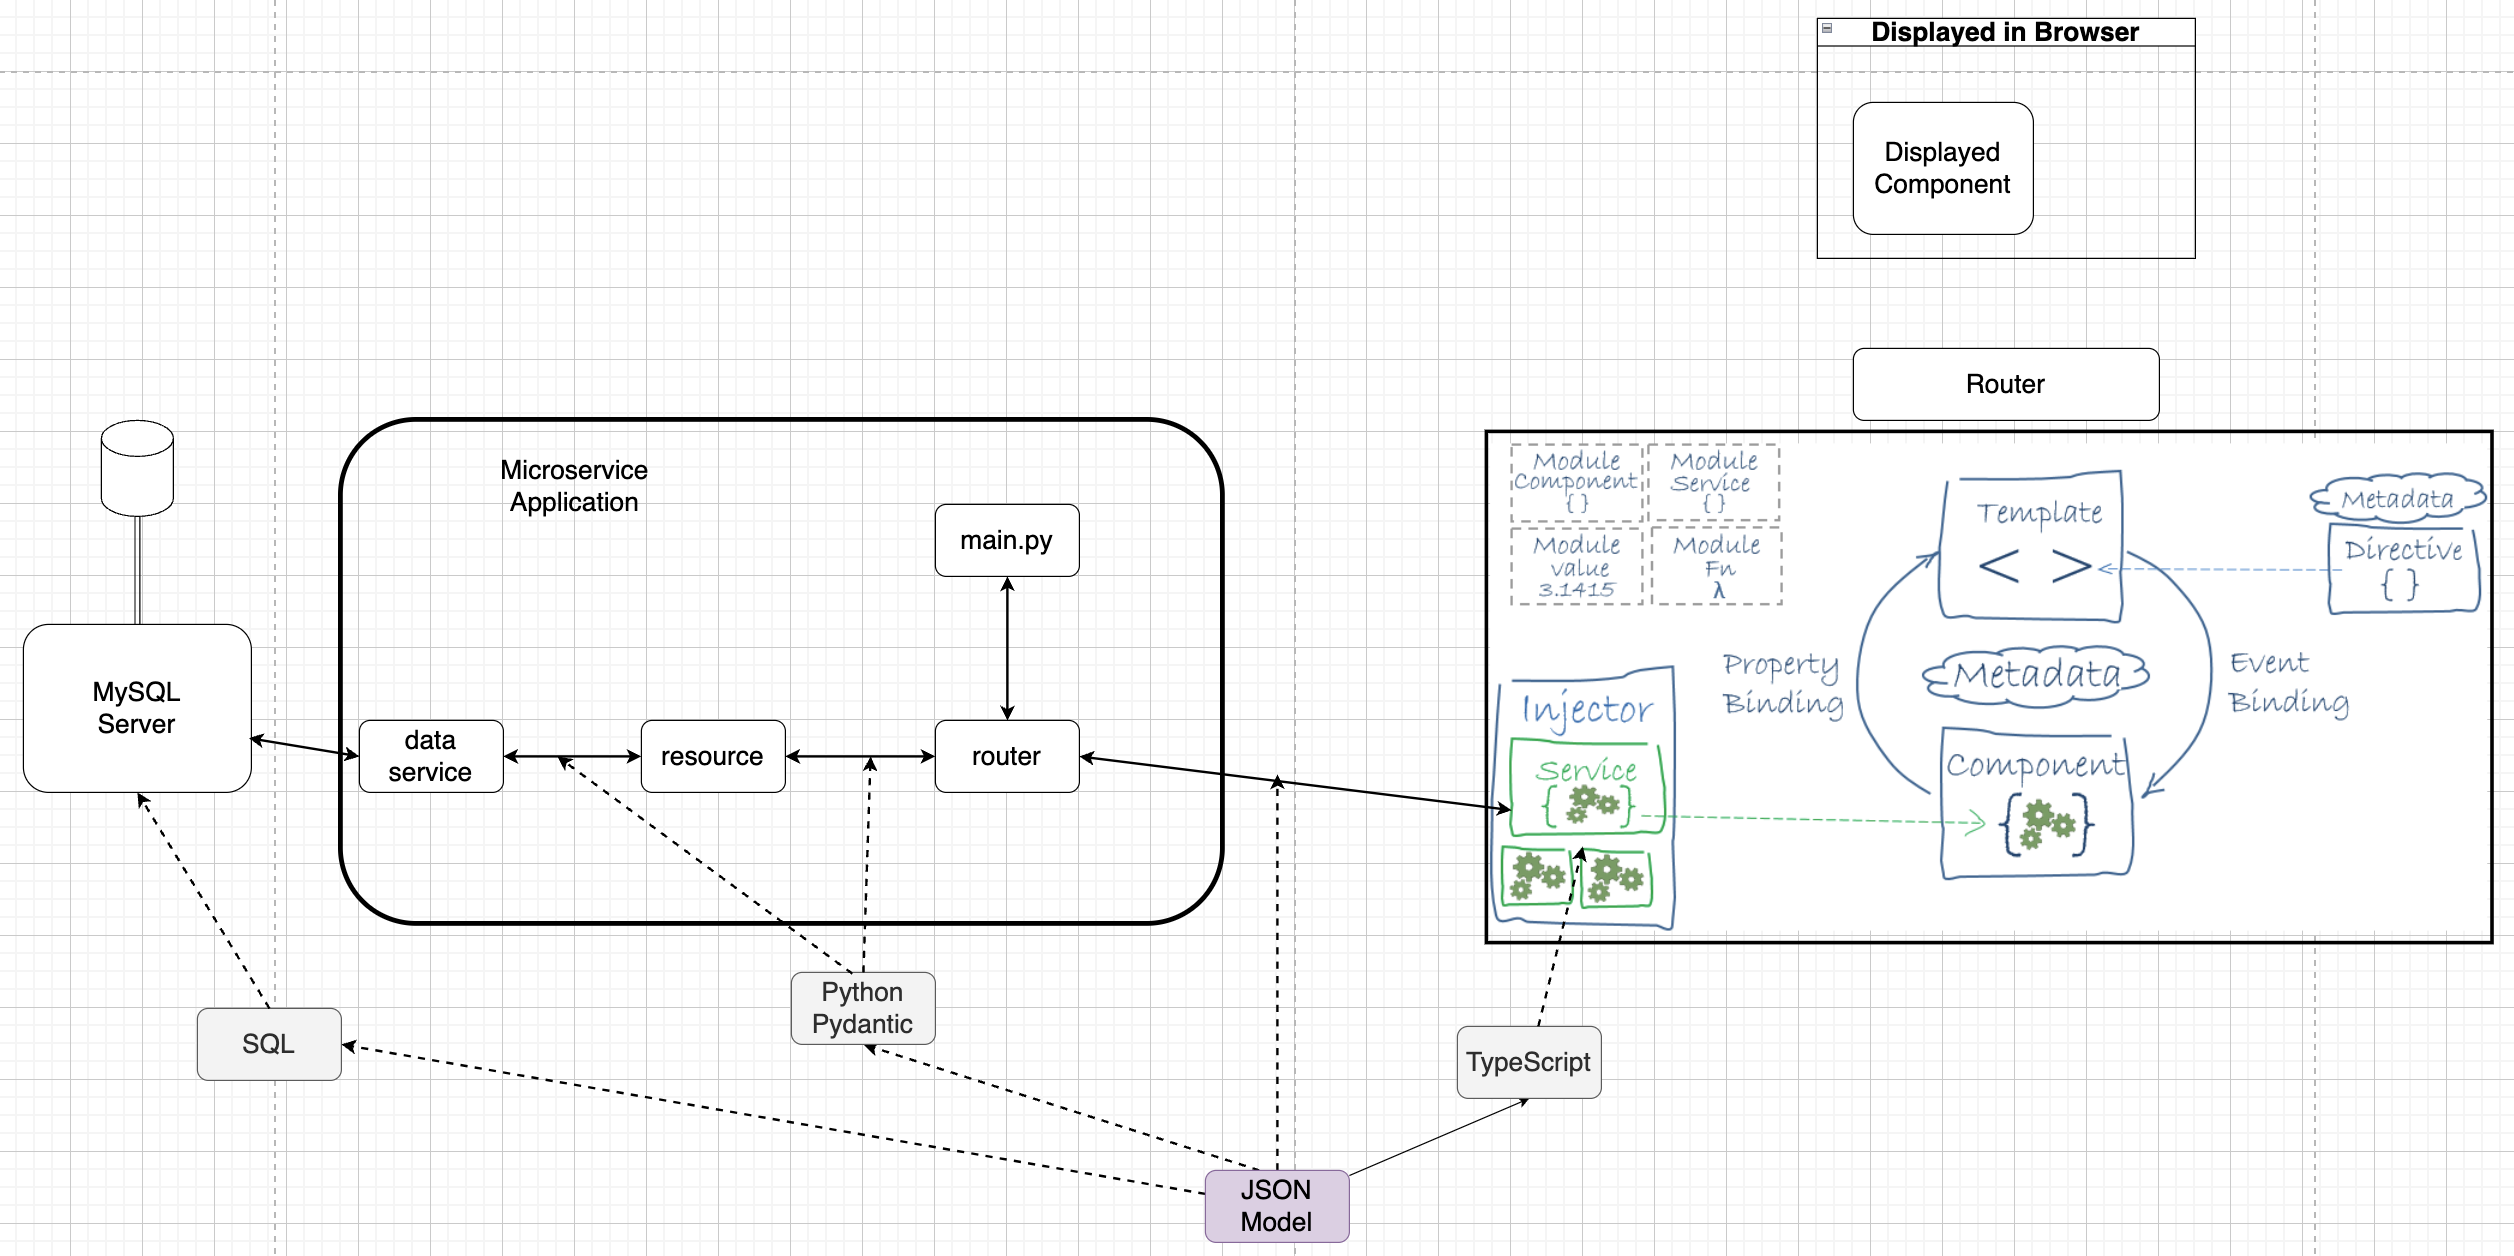 Displayed in Browser
Displayed
Component
Router
Microservice
Application
main.py
MySQL
Server
data
service
resource
router
Module
Component
{ }
Module
Service
{ }
Module
value
3.1415
Module
Fn
λ
Template
< >
Metadata
Directive
{ }
Property
Binding
Metadata
Event
Binding
Injector
Service
{ }
Component
{ }
Python
Pydantic
SQL
TypeScript
JSON
Model